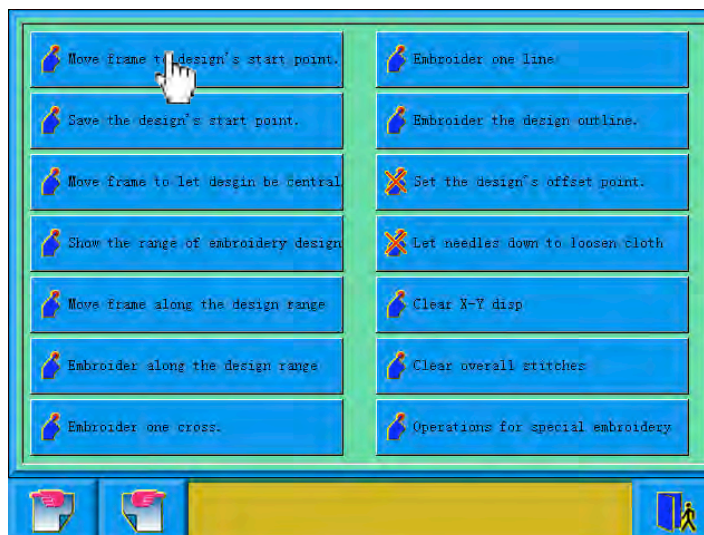 Move frame to design's start point.
Save the design's start point.
Move frame to let desgin be central
Show the range of embroidery design
Move frame along the design range
Embroider along the design range
Embroider one cross.
Embroider one line
Embroider the design outline.
Set the design's offset point.
Let needles down to loosen cloth
Clear X-Y disp
Clear overall stitches
Operations for special embroidery